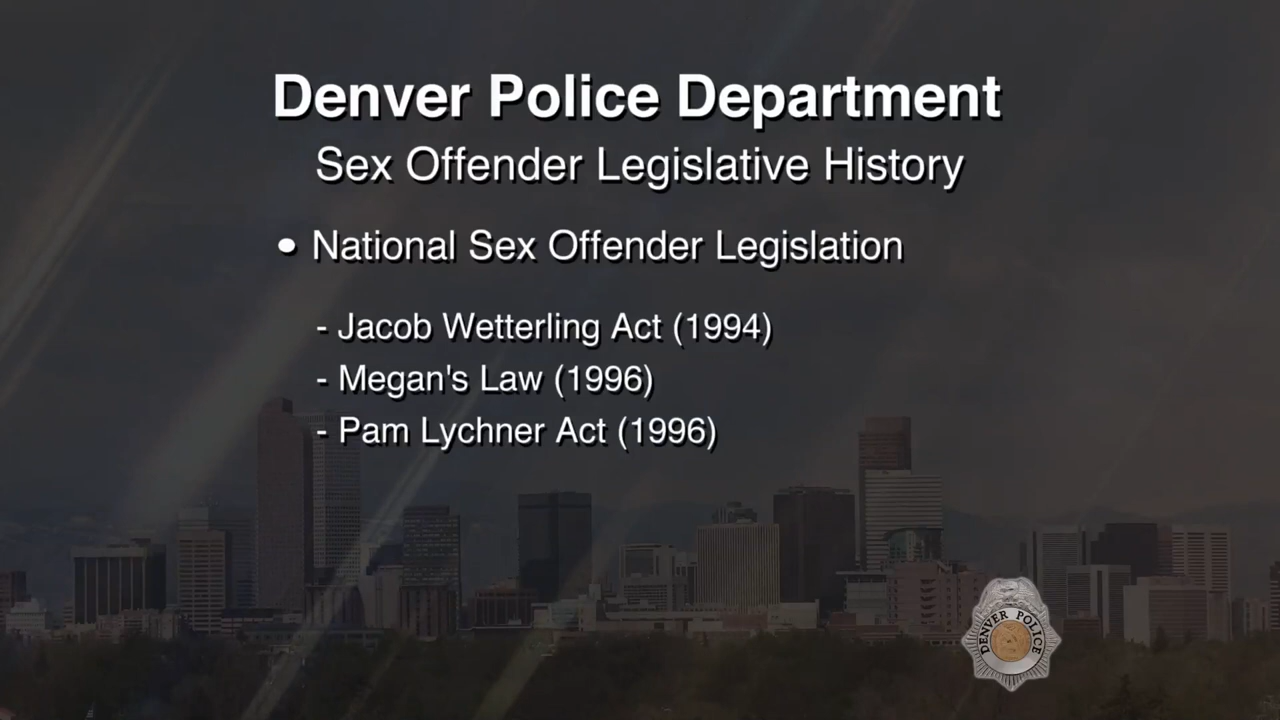 Denver Police Department
Sex Offender Legislative History
• National Sex Offender Legislation
- Jacob Wetterling Act (1994)
- Megan's Law (1996)
- Pam Lychner Act (1996)
DENVER POLICE